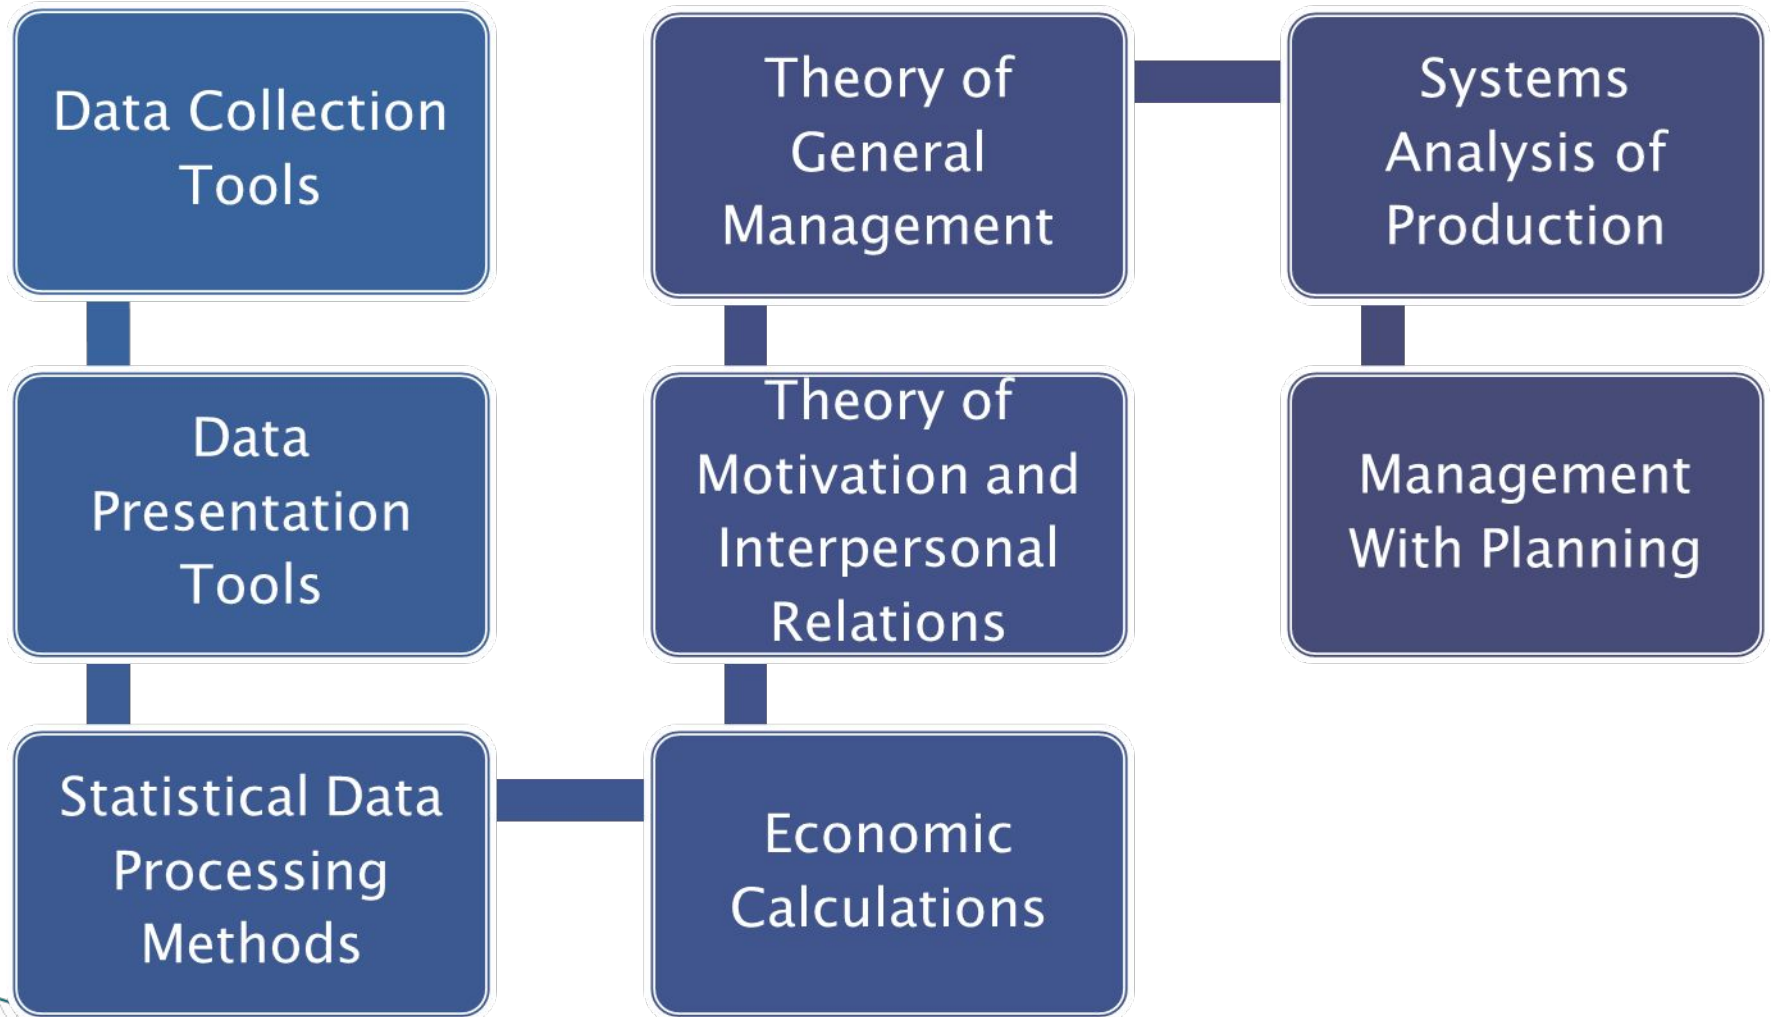 Data Collection
Tools
Data
Presentation
Tools
Statistical Data
Processing
Methods
Economic
Calculations
Theory of
Motivation and
Interpersonal
Relations
Theory of
General
Management
Systems
Analysis of
Production
Management
With Planning